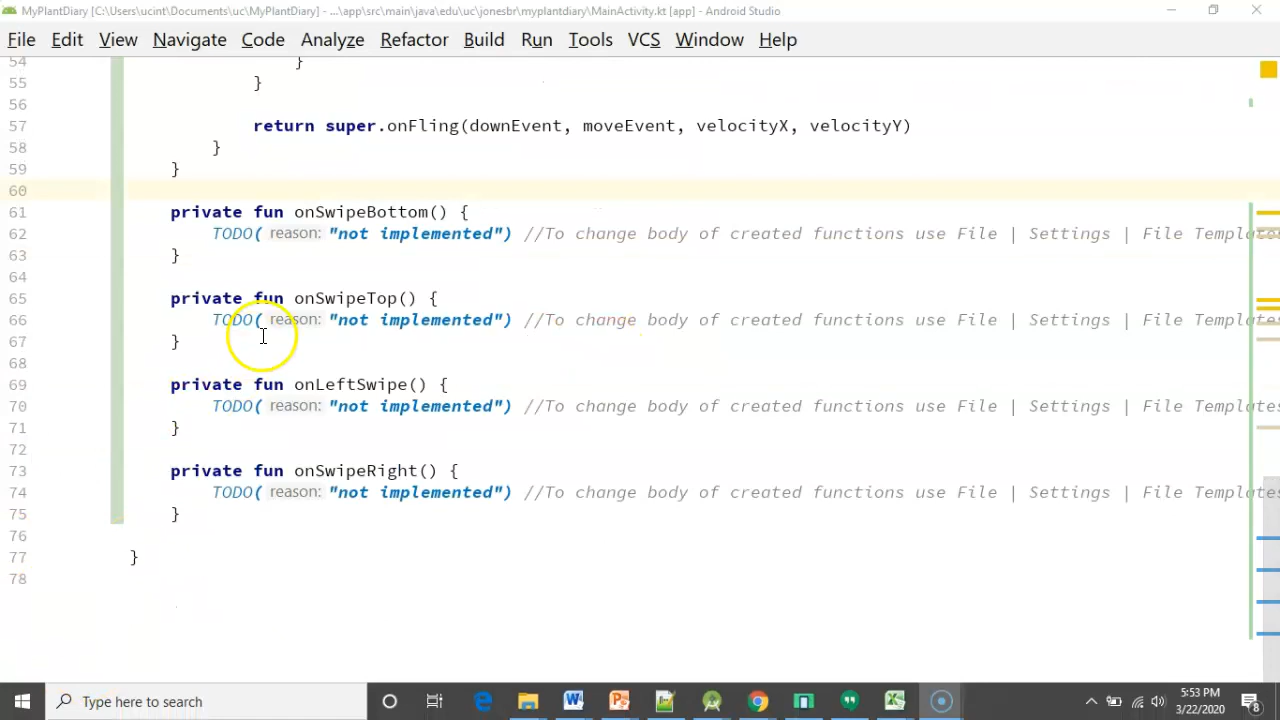 MyPlantDiary [C:\Users\ucint\Documents\uc\MyPlantDiary] - ...\app\src\main\java\edu\uc\jonesbr\myplantdiary\MainActivity.kt [app] - Android Studio
File Edit View Navigate Code Analyze Refactor Build Run Tools VCS Window Help
54 }
55 }
56
57 return super.onFling(downEvent, moveEvent, velocityX, velocityY)
58 }
59 }
60
61 private fun onSwipeBottom() {
62 TODO( reason: "not implemented") //To change body of created functions use File | Settings | File Templates
63 }
64
65 private fun onSwipeTop() {
66 TODO( reason: "not implemented") //To change body of created functions use File | Settings | File Templates
67 }
68
69 private fun onLeftSwipe() {
70 TODO( reason: "not implemented") //To change body of created functions use File | Settings | File Templates
71 }
72
73 private fun onSwipeRight() {
74 TODO( reason: "not implemented") //To change body of created functions use File | Settings | File Templates
75 }
76
77 }
78
Type here to search
5:53 PM
3/22/2020
8